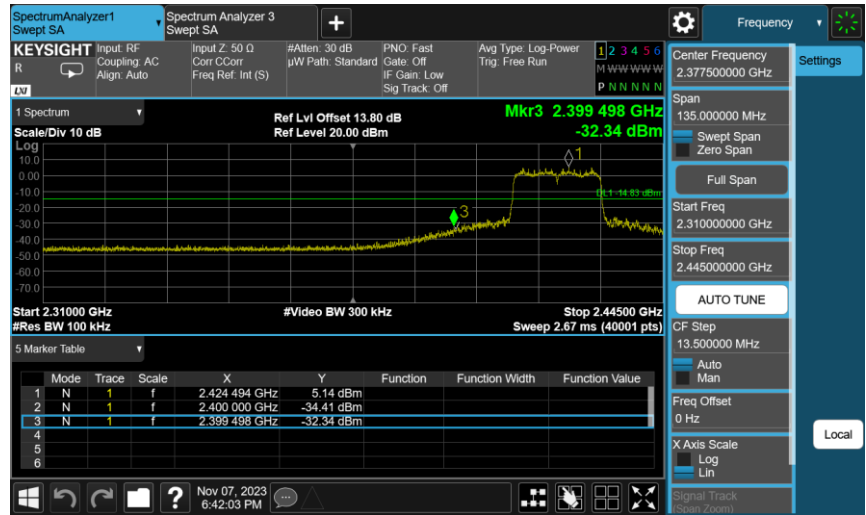 SpectrumAnalyzer1
Swept SA
Spectrum Analyzer 3
Swept SA
Frequency
KEYSIGHT
R
LXI
Input: RF
Coupling: AC
Align: Auto
Input Z: 50 Ω
Corr CCorr
Freq Ref: Int (S)
#Atten: 30 dB
µW Path: Standard
PNO: Fast
Gate: Off
IF Gain: Low
Sig Track: Off
Avg Type: Log-Power
Trig: Free Run
1 2 3 4 5 6
M W W W W W
P N N N N N
1 Spectrum
Scale/Div 10 dB
Ref Lvl Offset 13.80 dB
Ref Level 20.00 dBm
Mkr3 2.399 498 GHz
-32.34 dBm
Log
10.0
0.00
-10.0
-20.0
-30.0
-40.0
-50.0
-60.0
-70.0
1
DL1 -14.83 dBm
3
Start 2.31000 GHz
#Res BW 100 kHz
#Video BW 300 kHz
Stop 2.44500 GHz
Sweep 2.67 ms (40001 pts)
5 Marker Table
Mode Trace Scale X Y Function Function Width Function Value
1 N 1 f 2.424 494 GHz 5.14 dBm
2 N 1 f 2.400 000 GHz -34.41 dBm
3 N 1 f 2.399 498 GHz -32.34 dBm
4
5
6
Nov 07, 2023
6:42:03 PM
Center Frequency
2.377500000 GHz
Span
135.000000 MHz
Swept Span
Zero Span
Full Span
Start Freq
2.310000000 GHz
Stop Freq
2.445000000 GHz
AUTO TUNE
CF Step
13.500000 MHz
Auto
Man
Freq Offset
0 Hz
X Axis Scale
Log
Lin
Signal Track
(Span Zoom)
Settings
Local